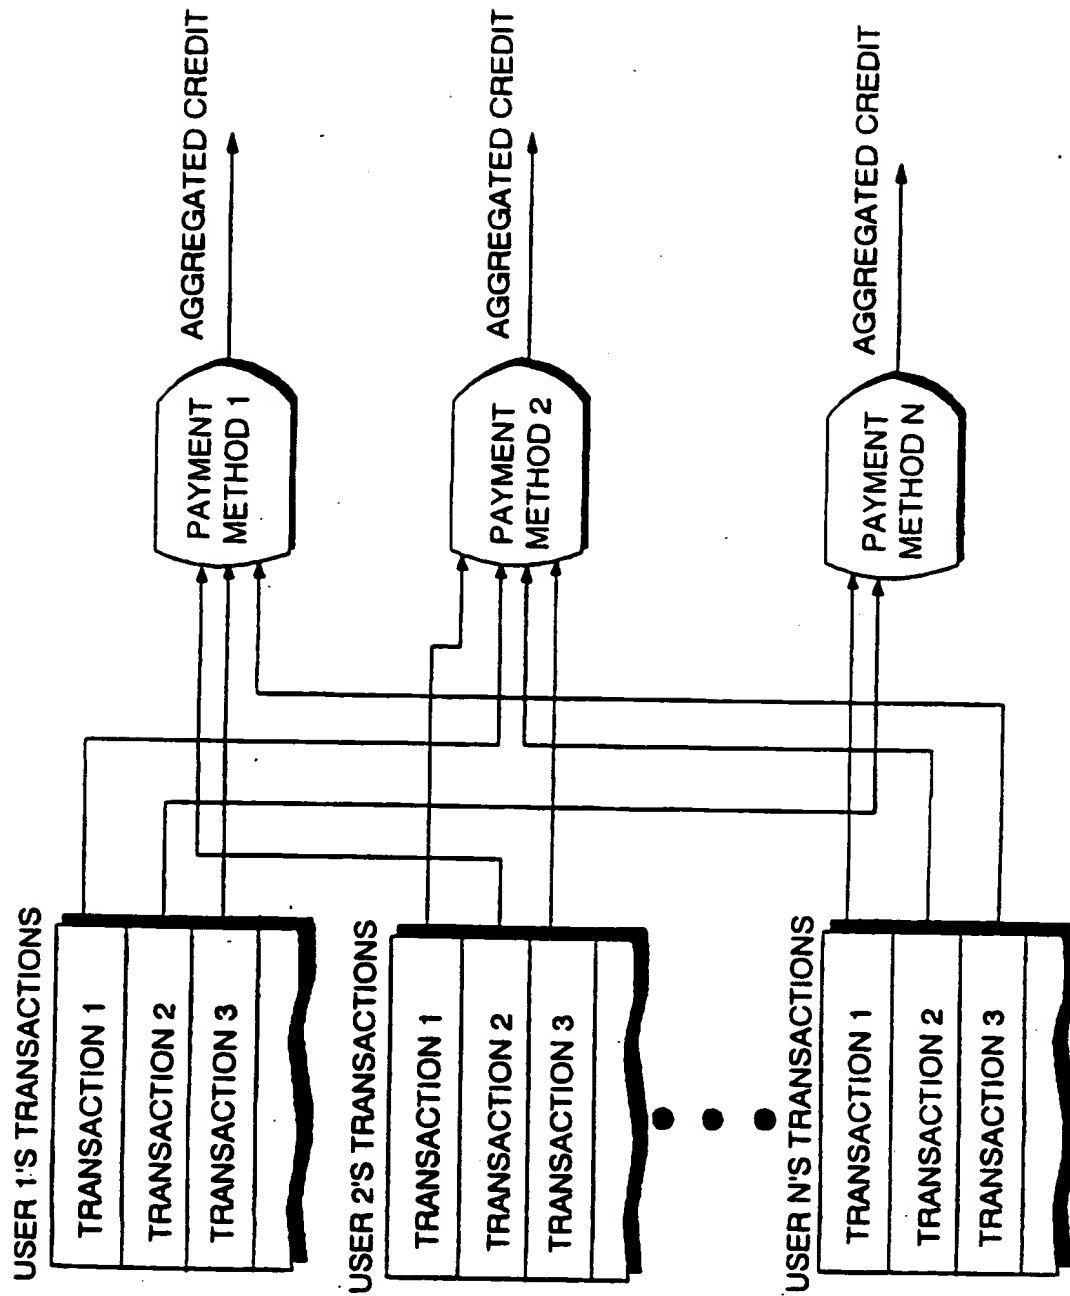 USER 1'S TRANSACTIONS
TRANSACTION 1
TRANSACTION 2
TRANSACTION 3
PAYMENT
METHOD 1
AGGREGATED CREDIT
USER 2'S TRANSACTIONS
TRANSACTION 1
TRANSACTION 2
TRANSACTION 3
PAYMENT
METHOD 2
AGGREGATED CREDIT
USER N'S TRANSACTIONS
TRANSACTION 1
TRANSACTION 2
TRANSACTION 3
PAYMENT
METHOD N
AGGREGATED CREDIT